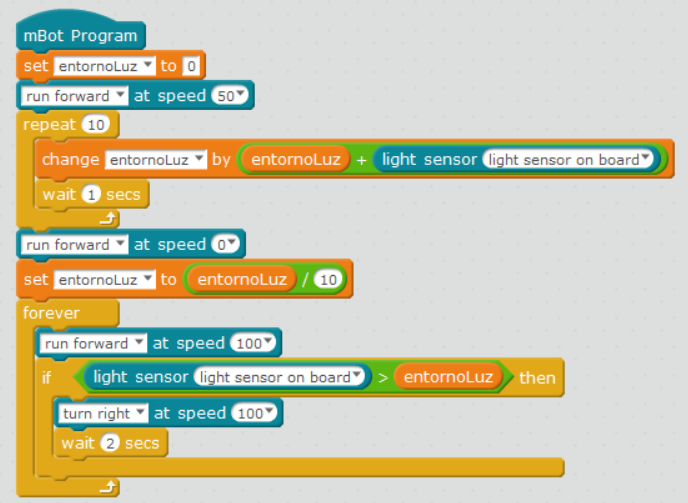 mBot Program
set entornoLuz to 0
run forward at speed 50
repeat 10
change entornoLuz by entornoLuz + light sensor light sensor on board
wait 1 secs
run forward at speed 0
set entornoLuz to entornoLuz / 10
forever
run forward at speed 100
if light sensor light sensor on board > entornoLuz then
turn right at speed 100
wait 2 secs